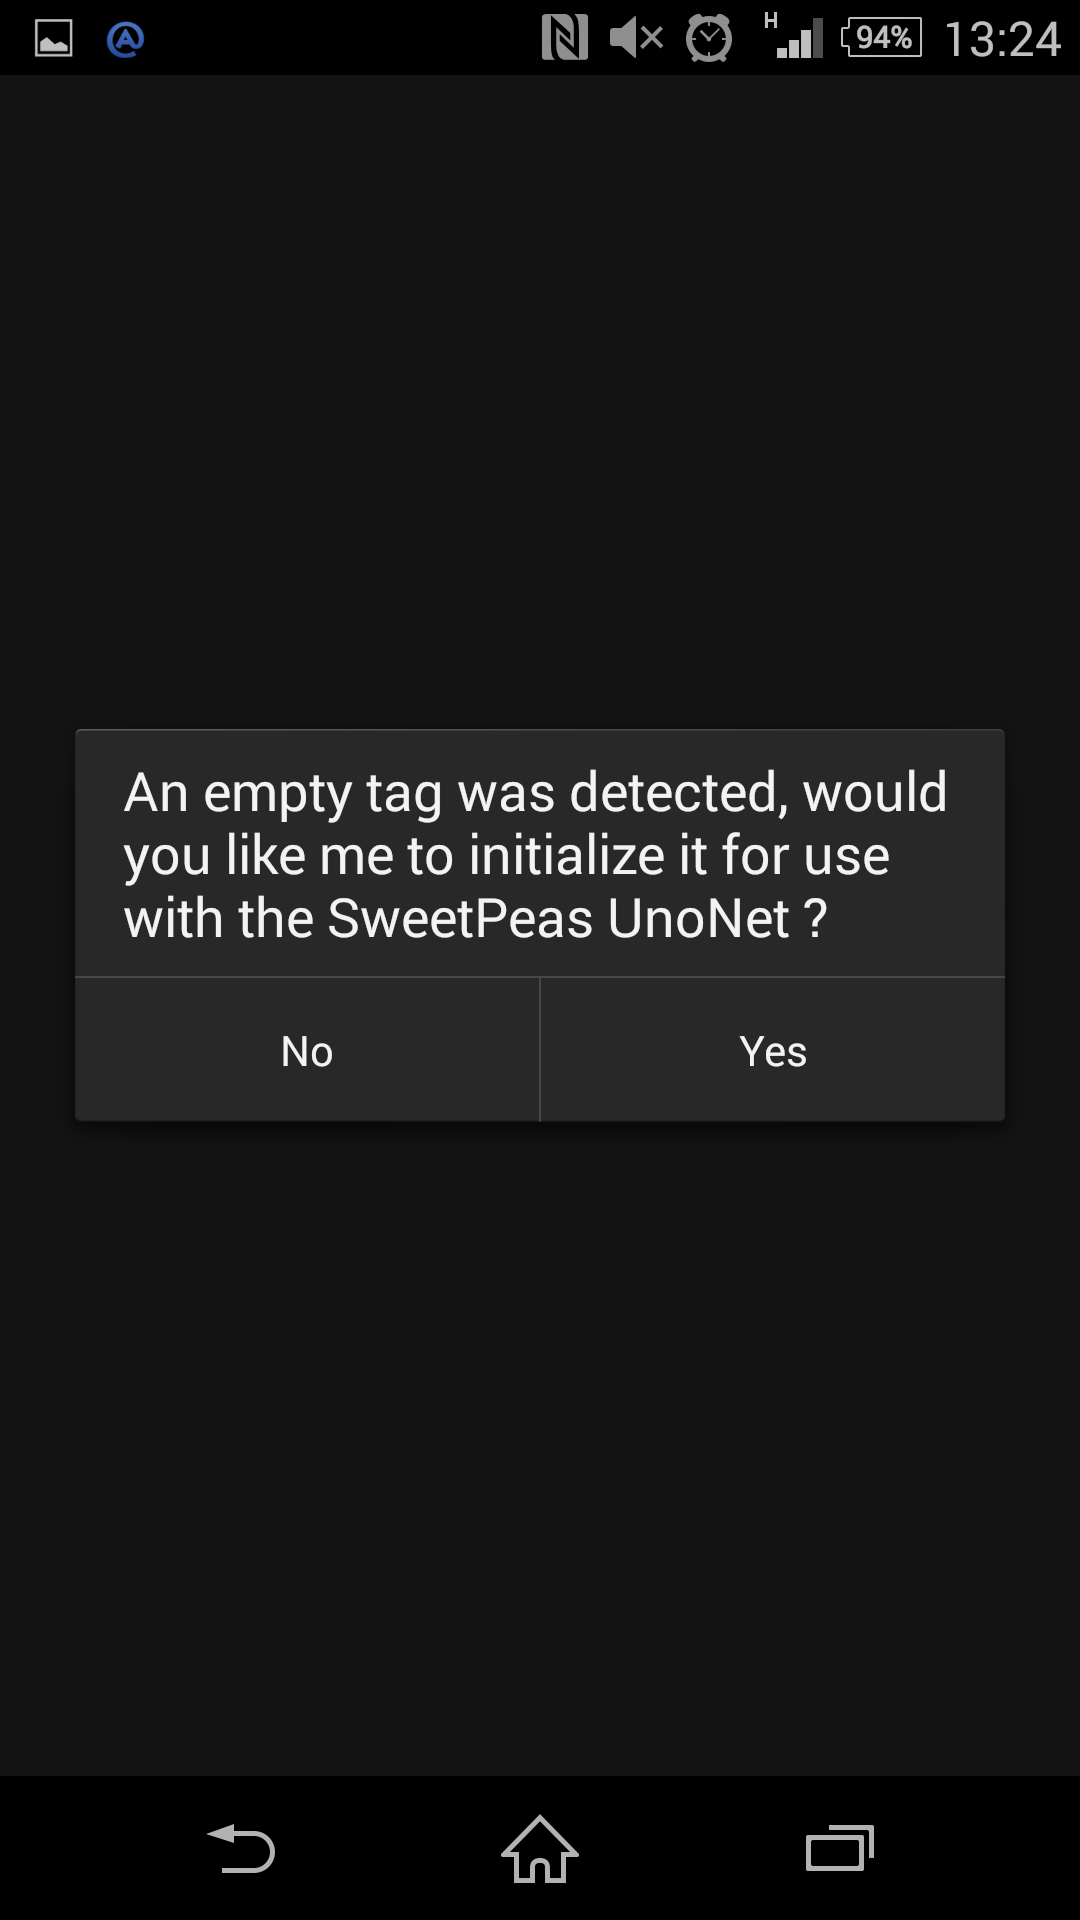 H 94% 13:24
An empty tag was detected, would
you like me to initialize it for use
with the SweetPeas UnoNet ?
No Yes